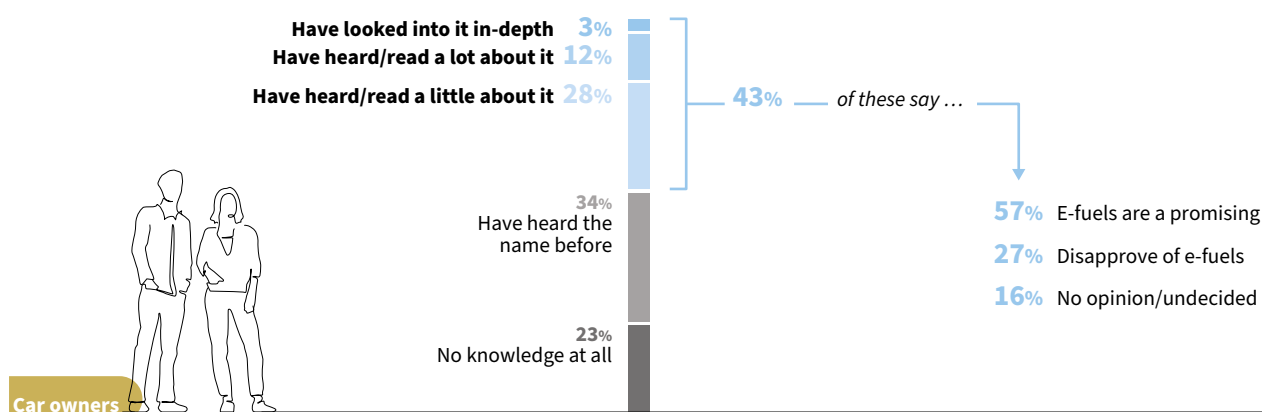 Have looked into it in-depth 3%
Have heard/read a lot about it 12%
Have heard/read a little about it 28%
43% of these say …
34%
Have heard the
name before
57% E-fuels are a promising
27% Disapprove of e-fuels
16% No opinion/undecided
23%
No knowledge at all
Car owners